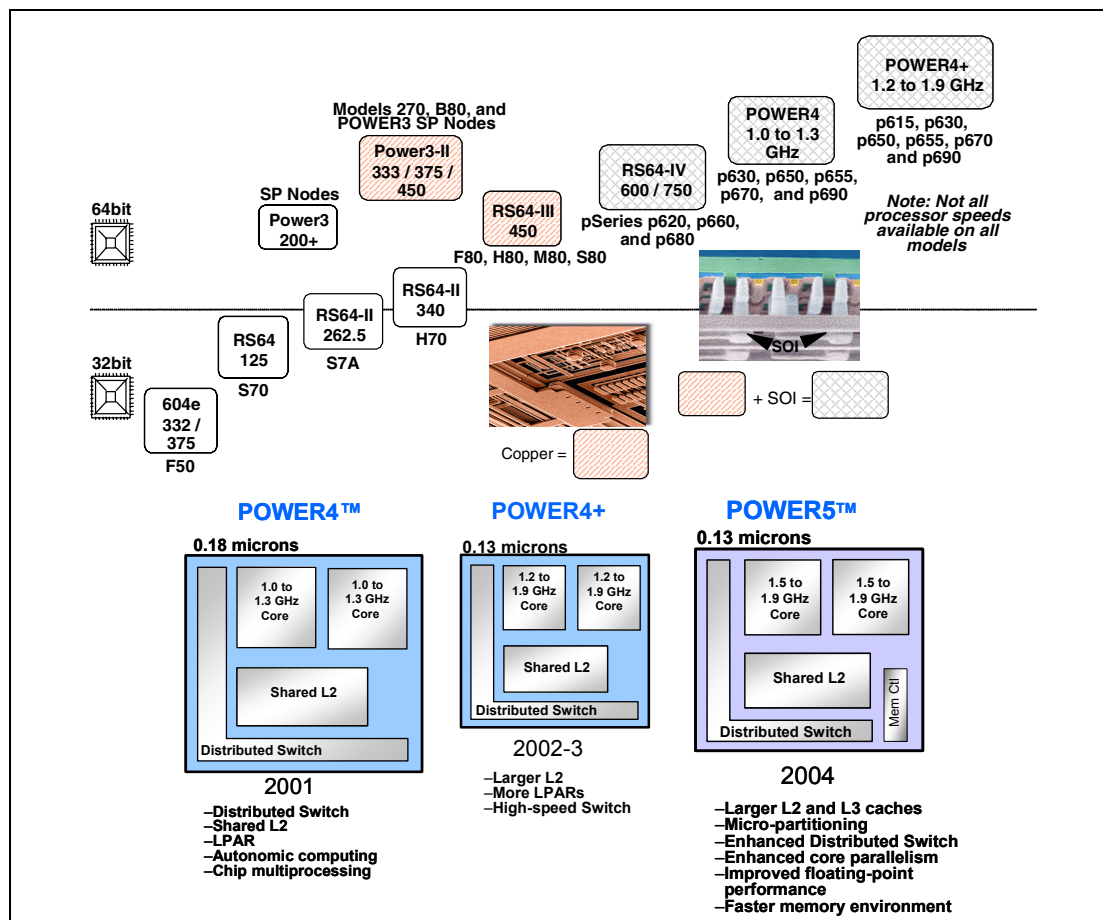 POWER4+
1.2 to 1.9 GHz
p615, p630,
p650, p655, p670
and p690
POWER4
1.0 to 1.3
GHz
p630, p650, p655,
p670, and p690
Models 270, B80, and
POWER3 SP Nodes
Power3-II
333 / 375 /
450
RS64-IV
600 / 750
pSeries p620, p660,
and p680
Note: Not all
processor speeds
available on all
models
SP Nodes
Power3
200+
RS64-III
450
F80, H80, M80, S80
64bit
RS64-II
340
H70
RS64-II
262.5
S7A
RS64
125
S70
SOI
32bit
604e
332 /
375
F50
+ SOI =
Copper =
POWER4™
0.18 microns
1.0 to
1.3 GHz
Core
1.0 to
1.3 GHz
Core
Shared L2
Distributed Switch
2001
–Distributed Switch
–Shared L2
–LPAR
–Autonomic computing
–Chip multiprocessing
POWER4+
0.13 microns
1.2 to
1.9 GHz
Core
1.2 to
1.9 GHz
Core
Shared L2
Distributed Switch
2002-3
–Larger L2
–More LPARs
–High-speed Switch
POWER5™
0.13 microns
1.5 to
1.9 GHz
Core
1.5 to
1.9 GHz
Core
Shared L2
Mem Ctl
Distributed Switch
2004
–Larger L2 and L3 caches
–Micro-partitioning
–Enhanced Distributed Switch
–Enhanced core parallelism
–Improved floating-point
performance
–Faster memory environment